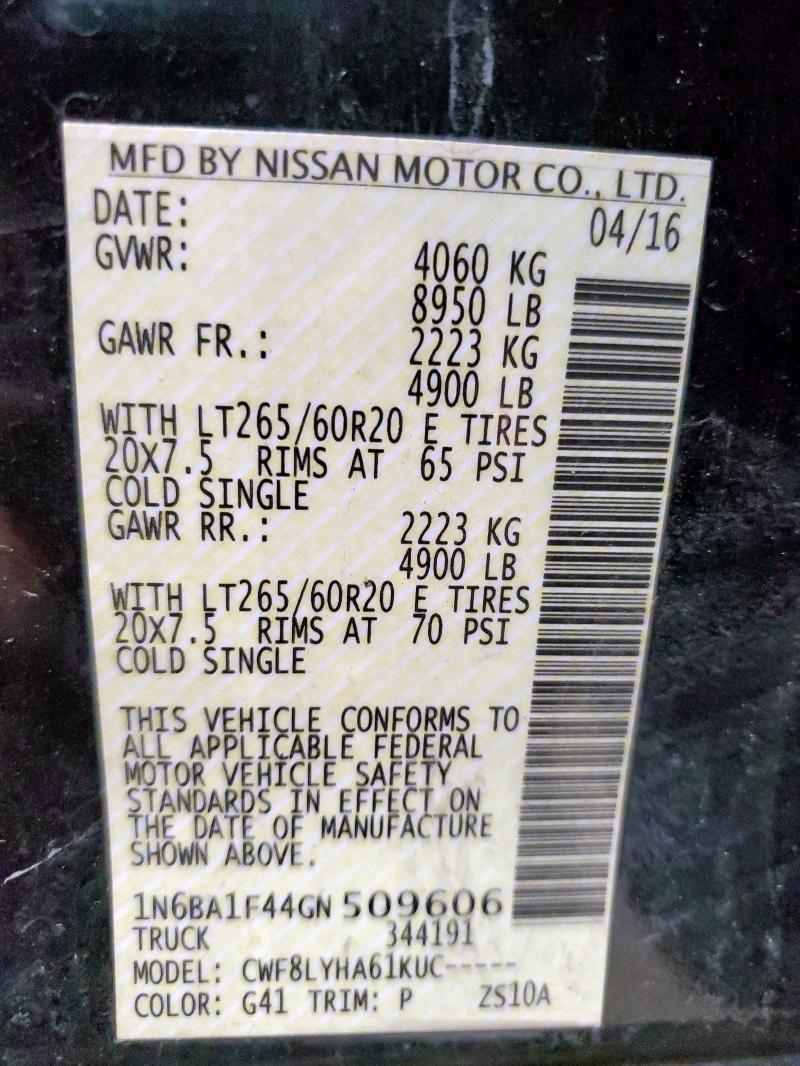 MFD BY NISSAN MOTOR CO., LTD.
DATE: 04/16
GVWR: 4060 KG
8950 LB
GAWR FR.: 2223 KG
4900 LB
WITH LT265/60R20 E TIRES
20X7.5 RIMS AT 65 PSI
COLD SINGLE
GAWR RR.: 2223 KG
4900 LB
WITH LT265/60R20 E TIRES
20X7.5 RIMS AT 70 PSI
COLD SINGLE
THIS VEHICLE CONFORMS TO
ALL APPLICABLE FEDERAL
MOTOR VEHICLE SAFETY
STANDARDS IN EFFECT ON
THE DATE OF MANUFACTURE
SHOWN ABOVE.
1N6BA1F44GN 509606
TRUCK 344191
MODEL: CWF8LYHA61KUC-----
COLOR: G41 TRIM: P ZS10A